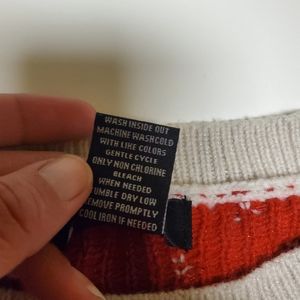 WASH INSIDE OUT
MACHINE WASH COLD
WITH LIKE COLORS
GENTLE CYCLE
ONLY NON CHLORINE
BLEACH
WHEN NEEDED
UMBLE DRY LOW
REMOVE PROMPTLY
COOL IRON IF NEEDED